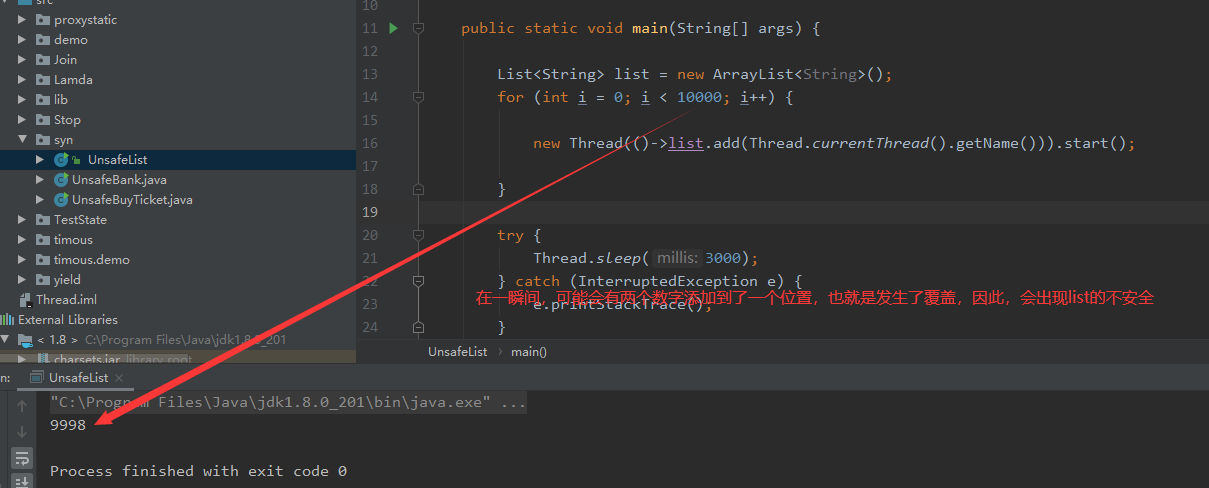 src
proxystatic
demo
Join
Lamda
lib
Stop
syn
UnsafeList
UnsafeBank.java
UnsafeBuyTicket.java
TestState
timous
timous.demo
yield
Thread.iml
External Libraries
< 1.8 > C:\Program Files\Java\jdk1.8.0_201
charsets.jar library root
10
11 public static void main(String[] args) {
12
13 List<String> list = new ArrayList<String>();
14 for (int i = 0; i < 10000; i++) {
15
16 new Thread(()->list.add(Thread.currentThread().getName())).start();
17
18 }
19
20 try {
21 Thread.sleep( millis: 3000);
22 } catch (InterruptedException e) {
在一瞬间，可能会有两个数字添加到了一个位置，也就是发生了覆盖，因此，会出现list的不安全
23 e.printStackTrace();
24 }
UnsafeList › main()
n: UnsafeList ×
"C:\Program Files\Java\jdk1.8.0_201\bin\java.exe" ...
9998
Process finished with exit code 0